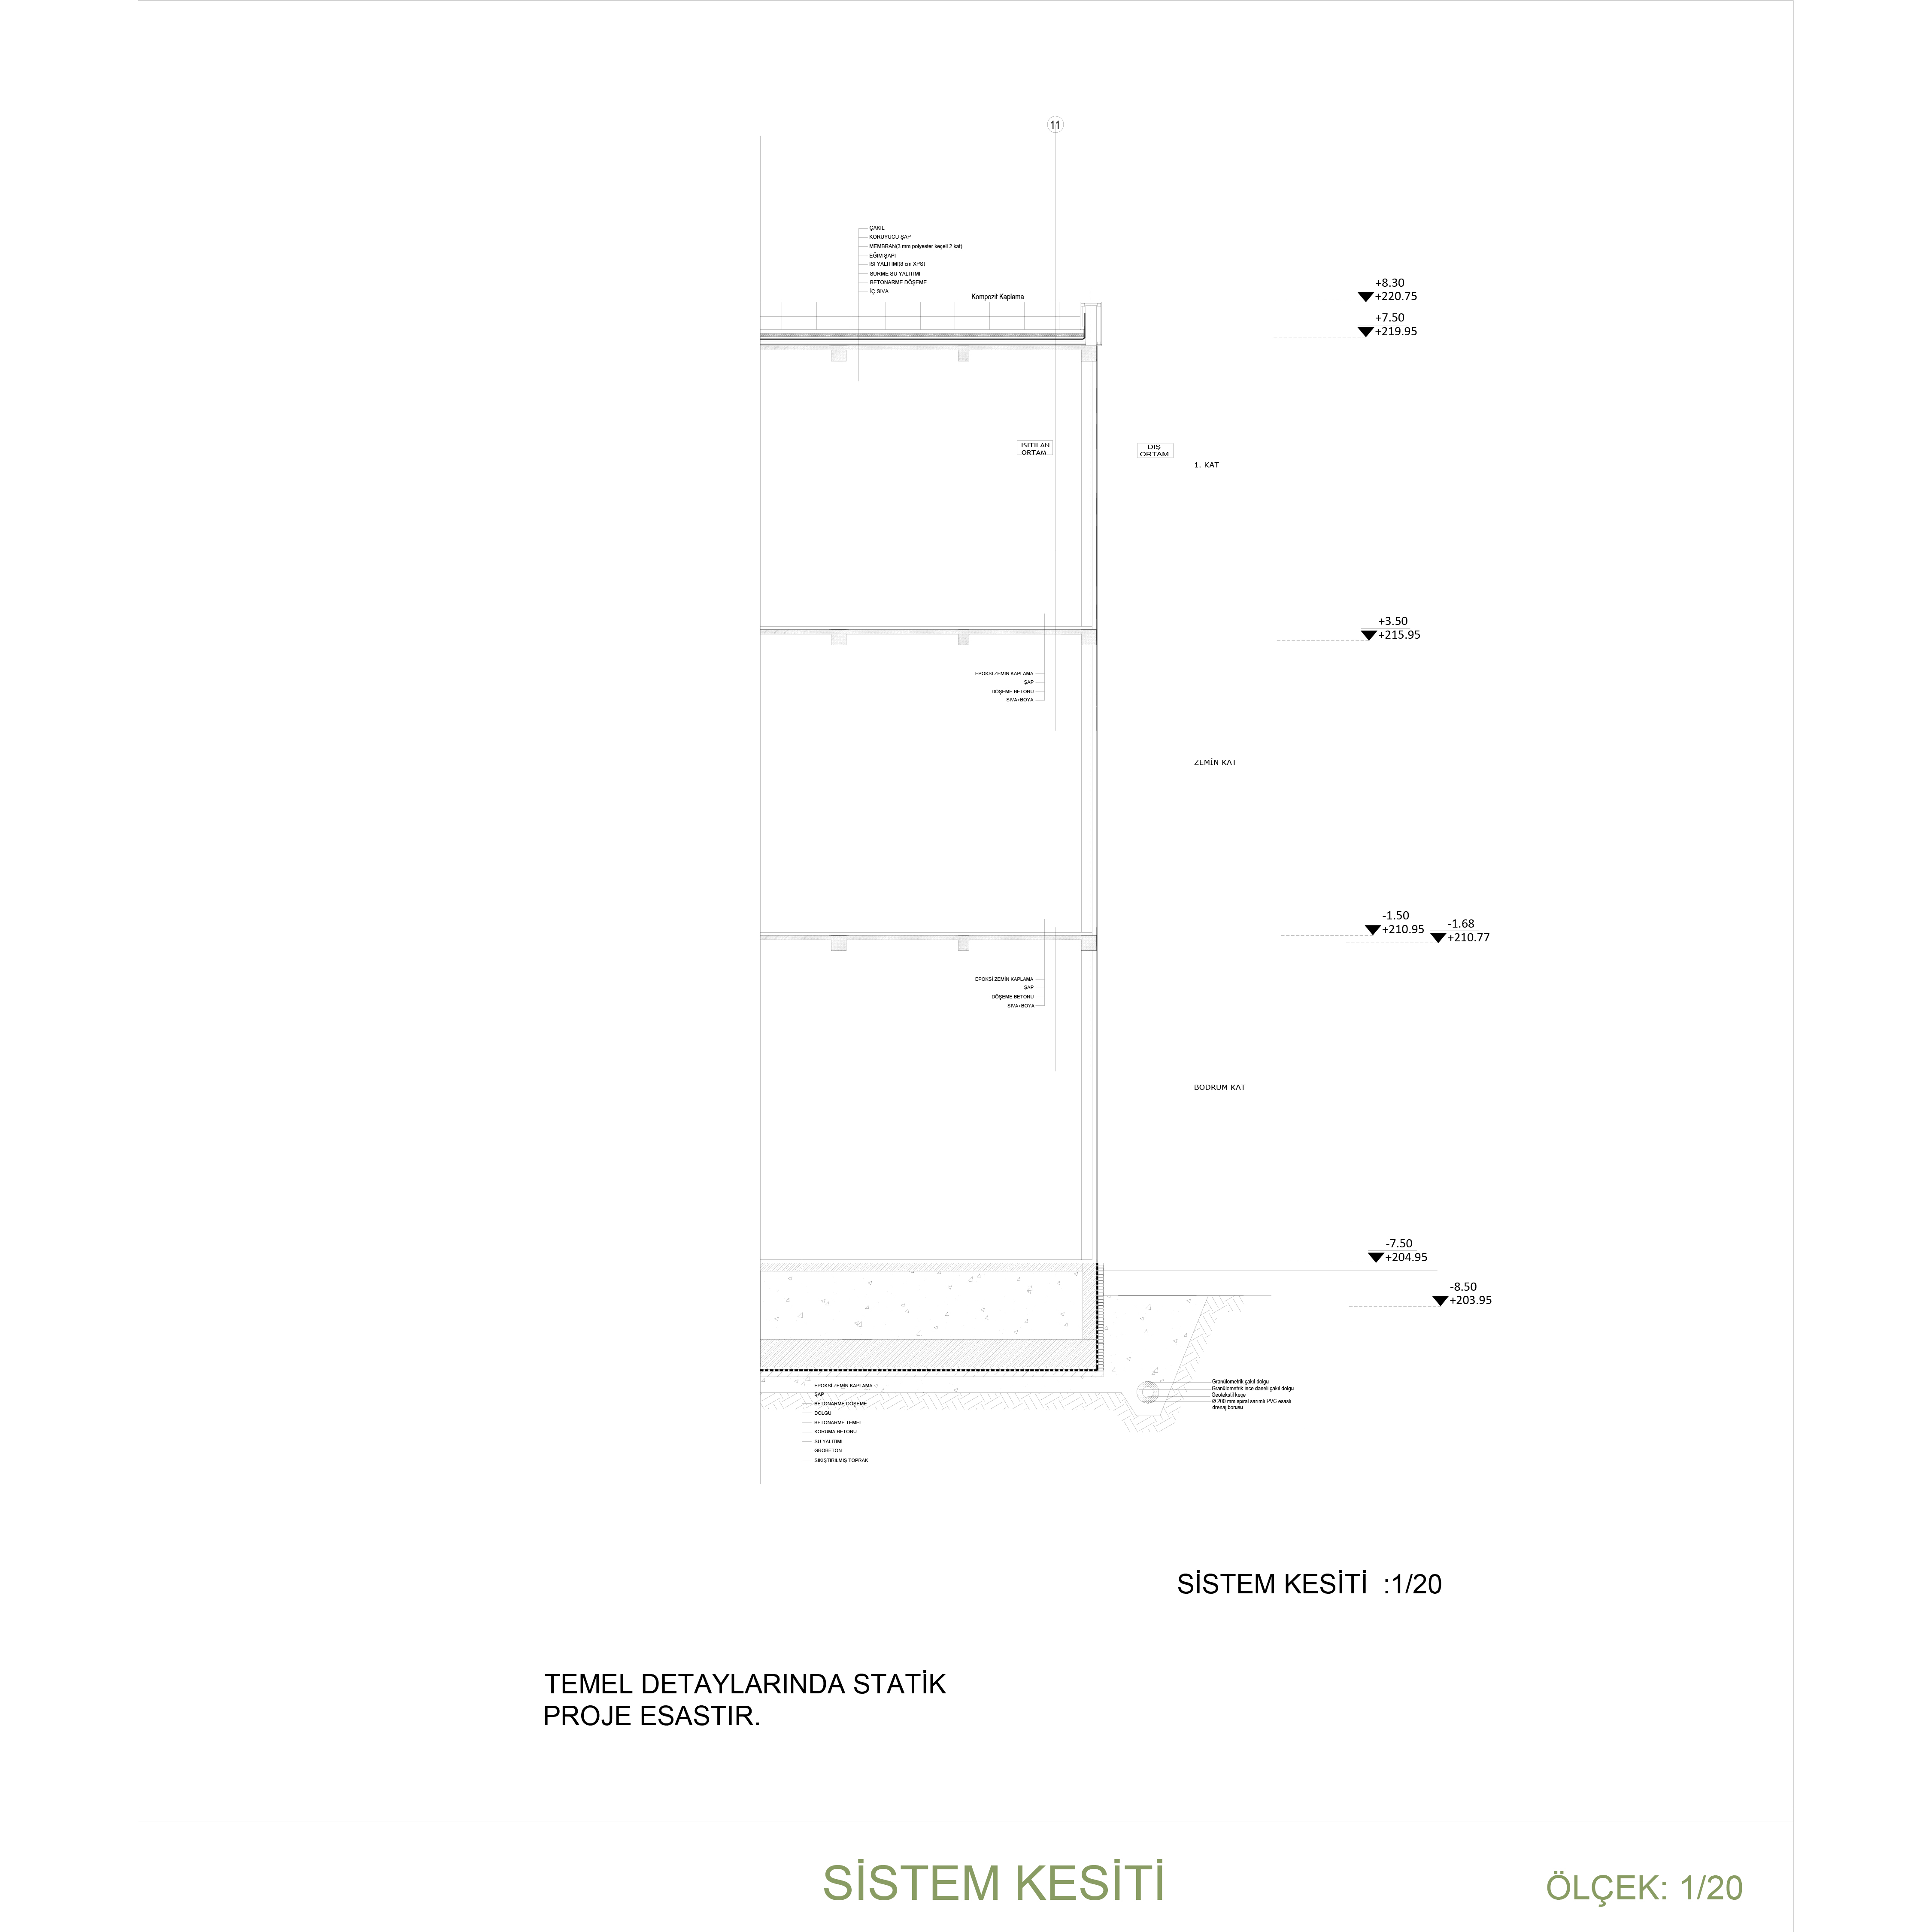 11
ÇAKIL
KORUYUCU ŞAP
MEMBRAN(3 mm polyester keçeli 2 kat)
EĞİM ŞAPI
ISI YALITIMI(6 cm XPS)
SÜRME SU YALITIMI
BETONARME DÖŞEME
İÇ SIVA
Kompozit Kaplama
+8.30
+220.75
+7.50
+219.95
ISITILAN
ORTAM
DIŞ
ORTAM
1. KAT
+3.50
+215.95
EPOKSİ ZEMİN KAPLAMA
ŞAP
DÖŞEME BETONU
SIVA+BOYA
ZEMİN KAT
-1.50
+210.95
-1.68
+210.77
EPOKSİ ZEMİN KAPLAMA
ŞAP
DÖŞEME BETONU
SIVA+BOYA
BODRUM KAT
-7.50
+204.95
-8.50
+203.95
Granülometrik çakıl dolgu
Granülometrik ince daneli çakıl dolgu
Geotekstil keçe
Ø 200 mm spiral sarımlı PVC esaslı
drenaj borusu
EPOKSİ ZEMİN KAPLAMA
ŞAP
BETONARME DÖŞEME
DOLGU
BETONARME TEMEL
KORUMA BETONU
SU YALITIMI
GROBETON
SIKIŞTIRILMIŞ TOPRAK
SİSTEM KESİTİ :1/20
TEMEL DETAYLARINDA STATİK
PROJE ESASTIR.
SİSTEM KESİTİ
ÖLÇEK: 1/20